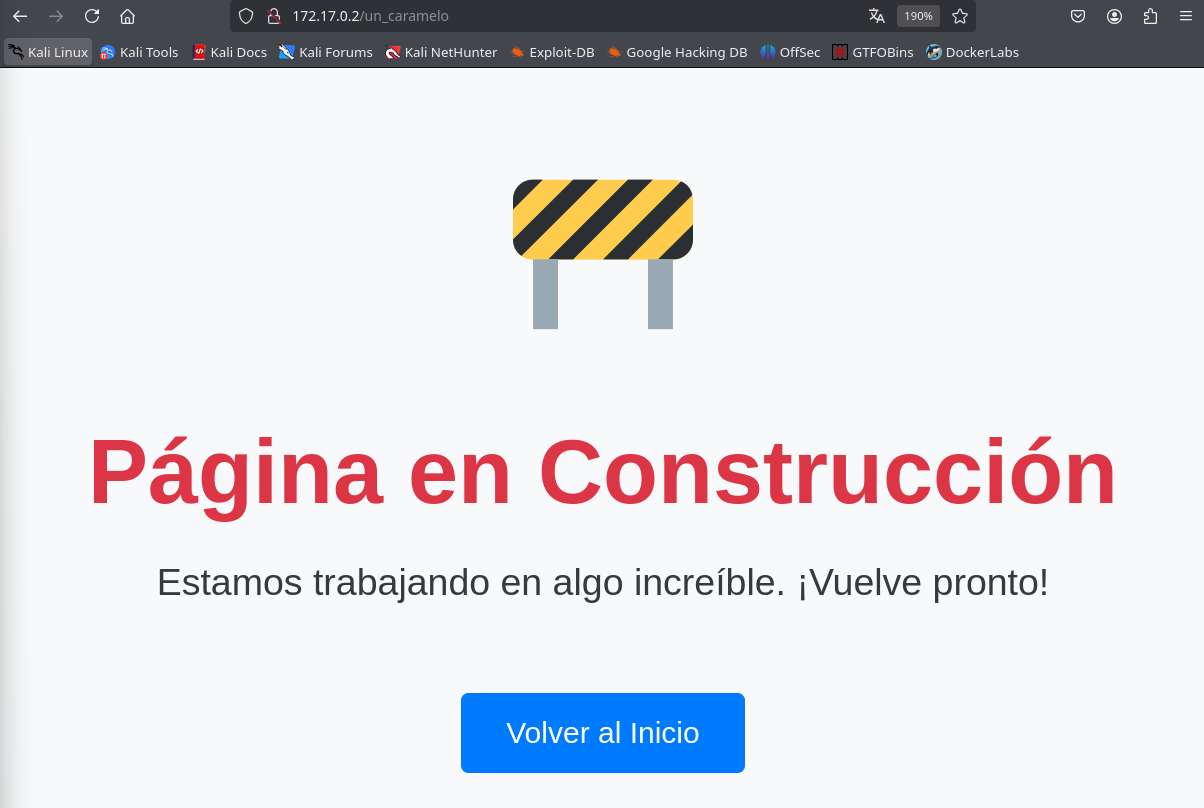 172.17.0.2/un_caramelo
190%
Kali Linux Kali Tools Kali Docs Kali Forums Kali NetHunter Exploit-DB Google Hacking DB OffSec GTFOBins DockerLabs
Página en Construcción
Estamos trabajando en algo increíble. ¡Vuelve pronto!
Volver al Inicio